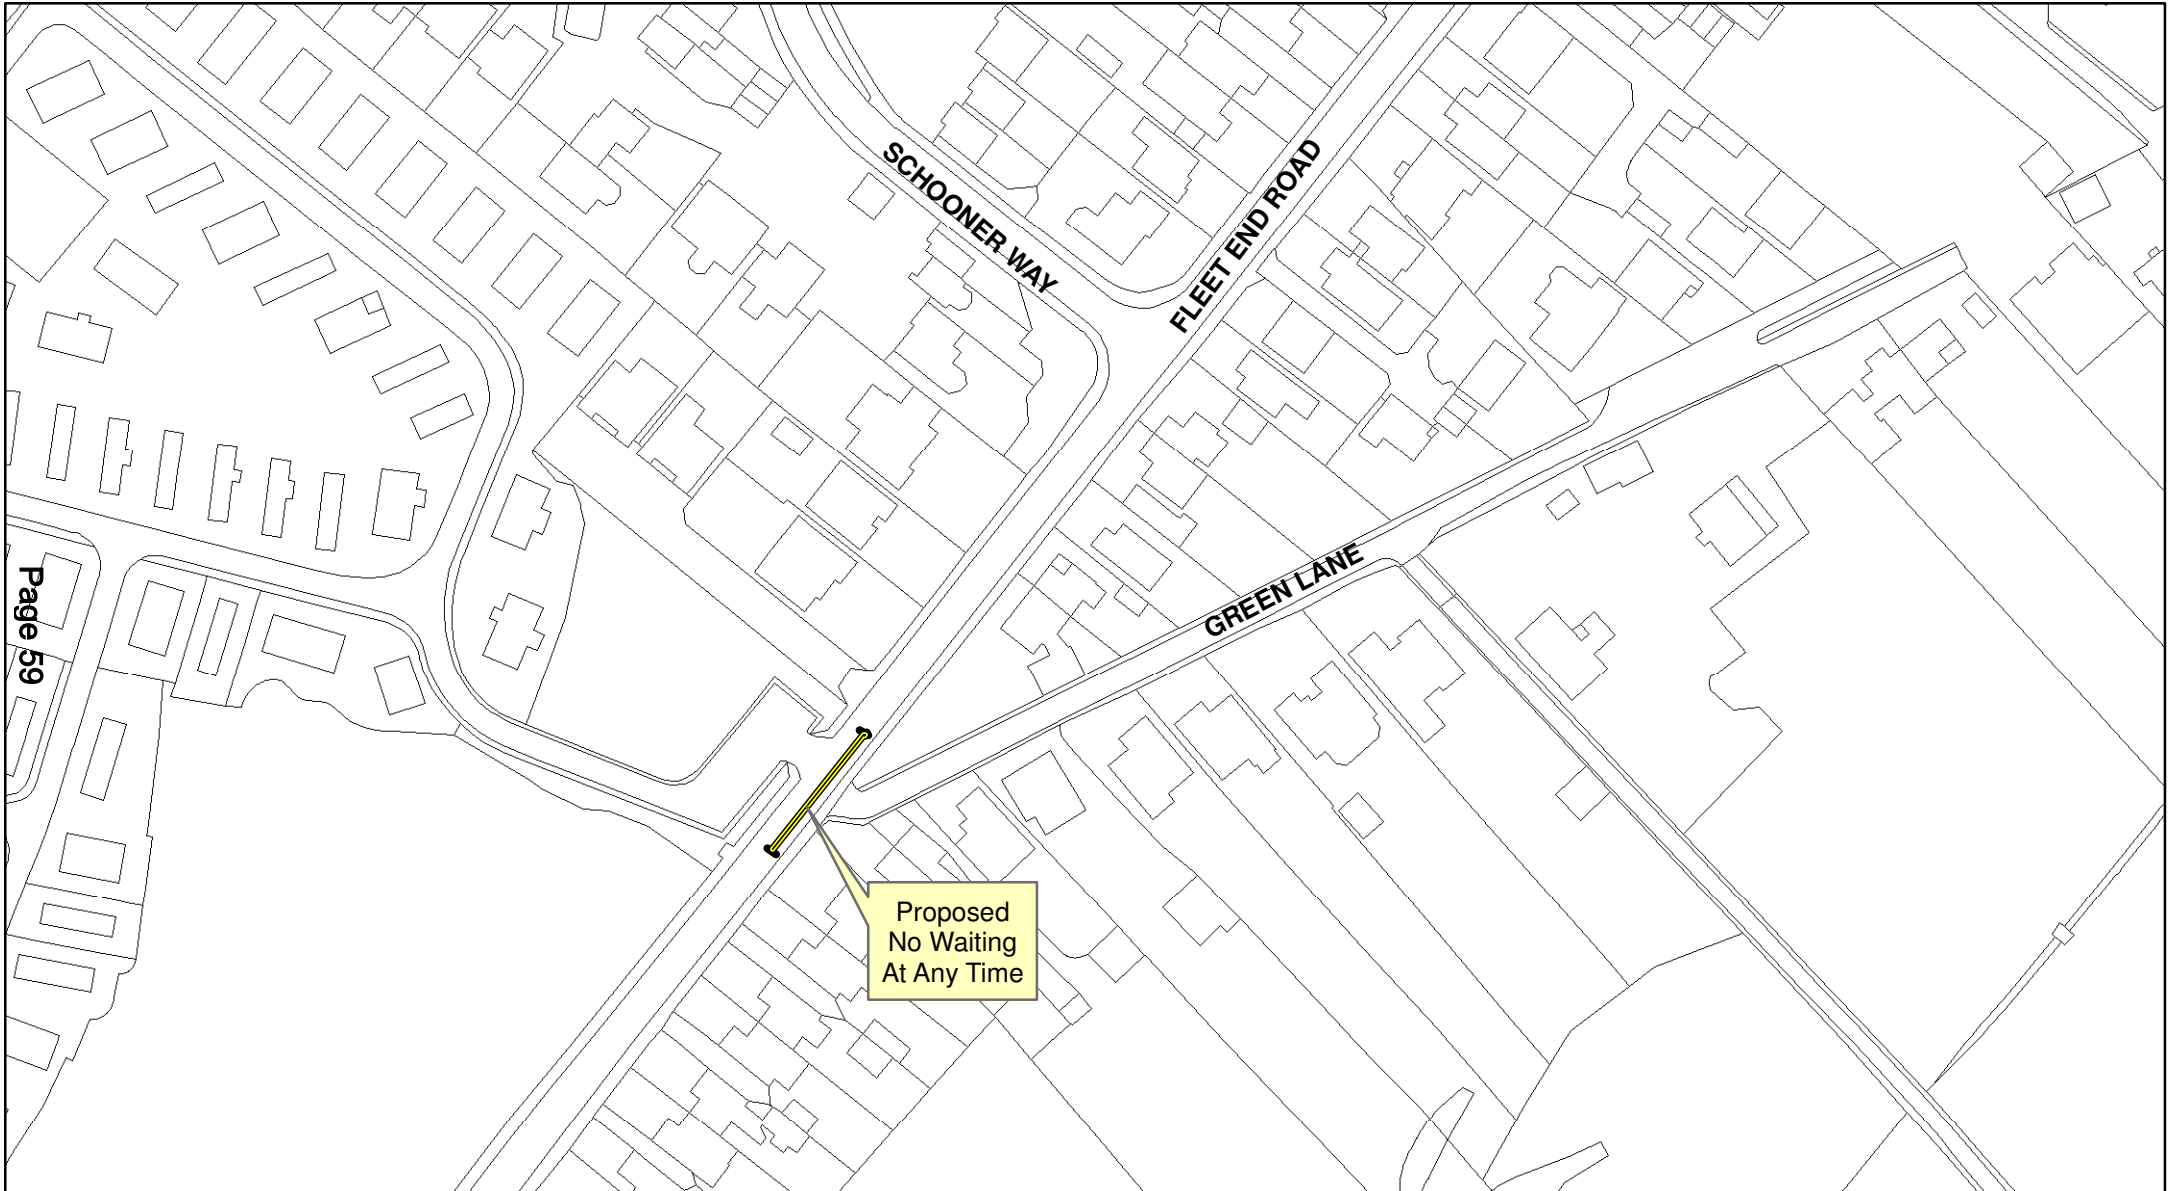 SCHOONER WAY
FLEET END ROAD
GREEN LANE
Page 59
Proposed
No Waiting
At Any Time